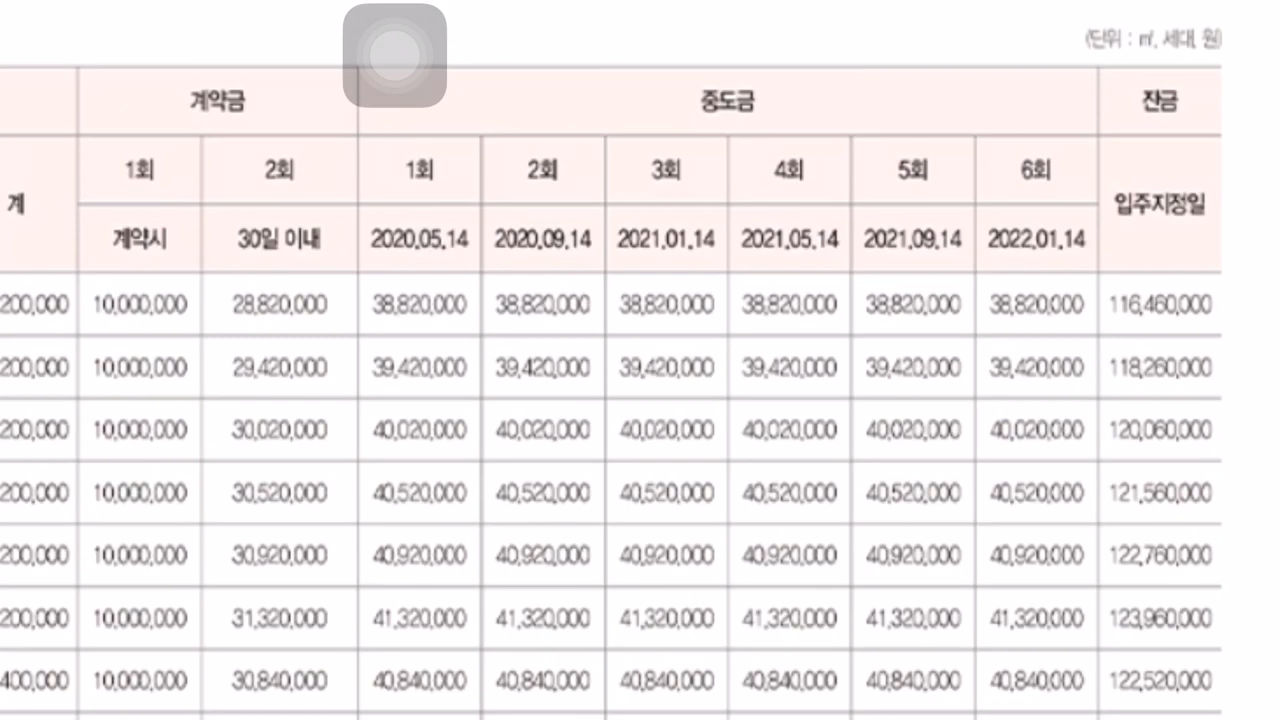 (단위 : ㎡, 세대, 원)
계약금 중도금 잔금
계 1회 2회 1회 2회 3회 4회 5회 6회 입주지정일
계약시 30일 이내 2020.05.14 2020.09.14 2021.01.14 2021.05.14 2021.09.14 2022.01.14
200,000 10,000,000 28,820,000 38,820,000 38,820,000 38,820,000 38,820,000 38,820,000 38,820,000 116,460,000
200,000 10,000,000 29,420,000 39,420,000 39,420,000 39,420,000 39,420,000 39,420,000 39,420,000 118,260,000
200,000 10,000,000 30,020,000 40,020,000 40,020,000 40,020,000 40,020,000 40,020,000 40,020,000 120,060,000
200,000 10,000,000 30,520,000 40,520,000 40,520,000 40,520,000 40,520,000 40,520,000 40,520,000 121,560,000
200,000 10,000,000 30,920,000 40,920,000 40,920,000 40,920,000 40,920,000 40,920,000 40,920,000 122,760,000
200,000 10,000,000 31,320,000 41,320,000 41,320,000 41,320,000 41,320,000 41,320,000 41,320,000 123,960,000
400,000 10,000,000 30,840,000 40,840,000 40,840,000 40,840,000 40,840,000 40,840,000 40,840,000 122,520,000